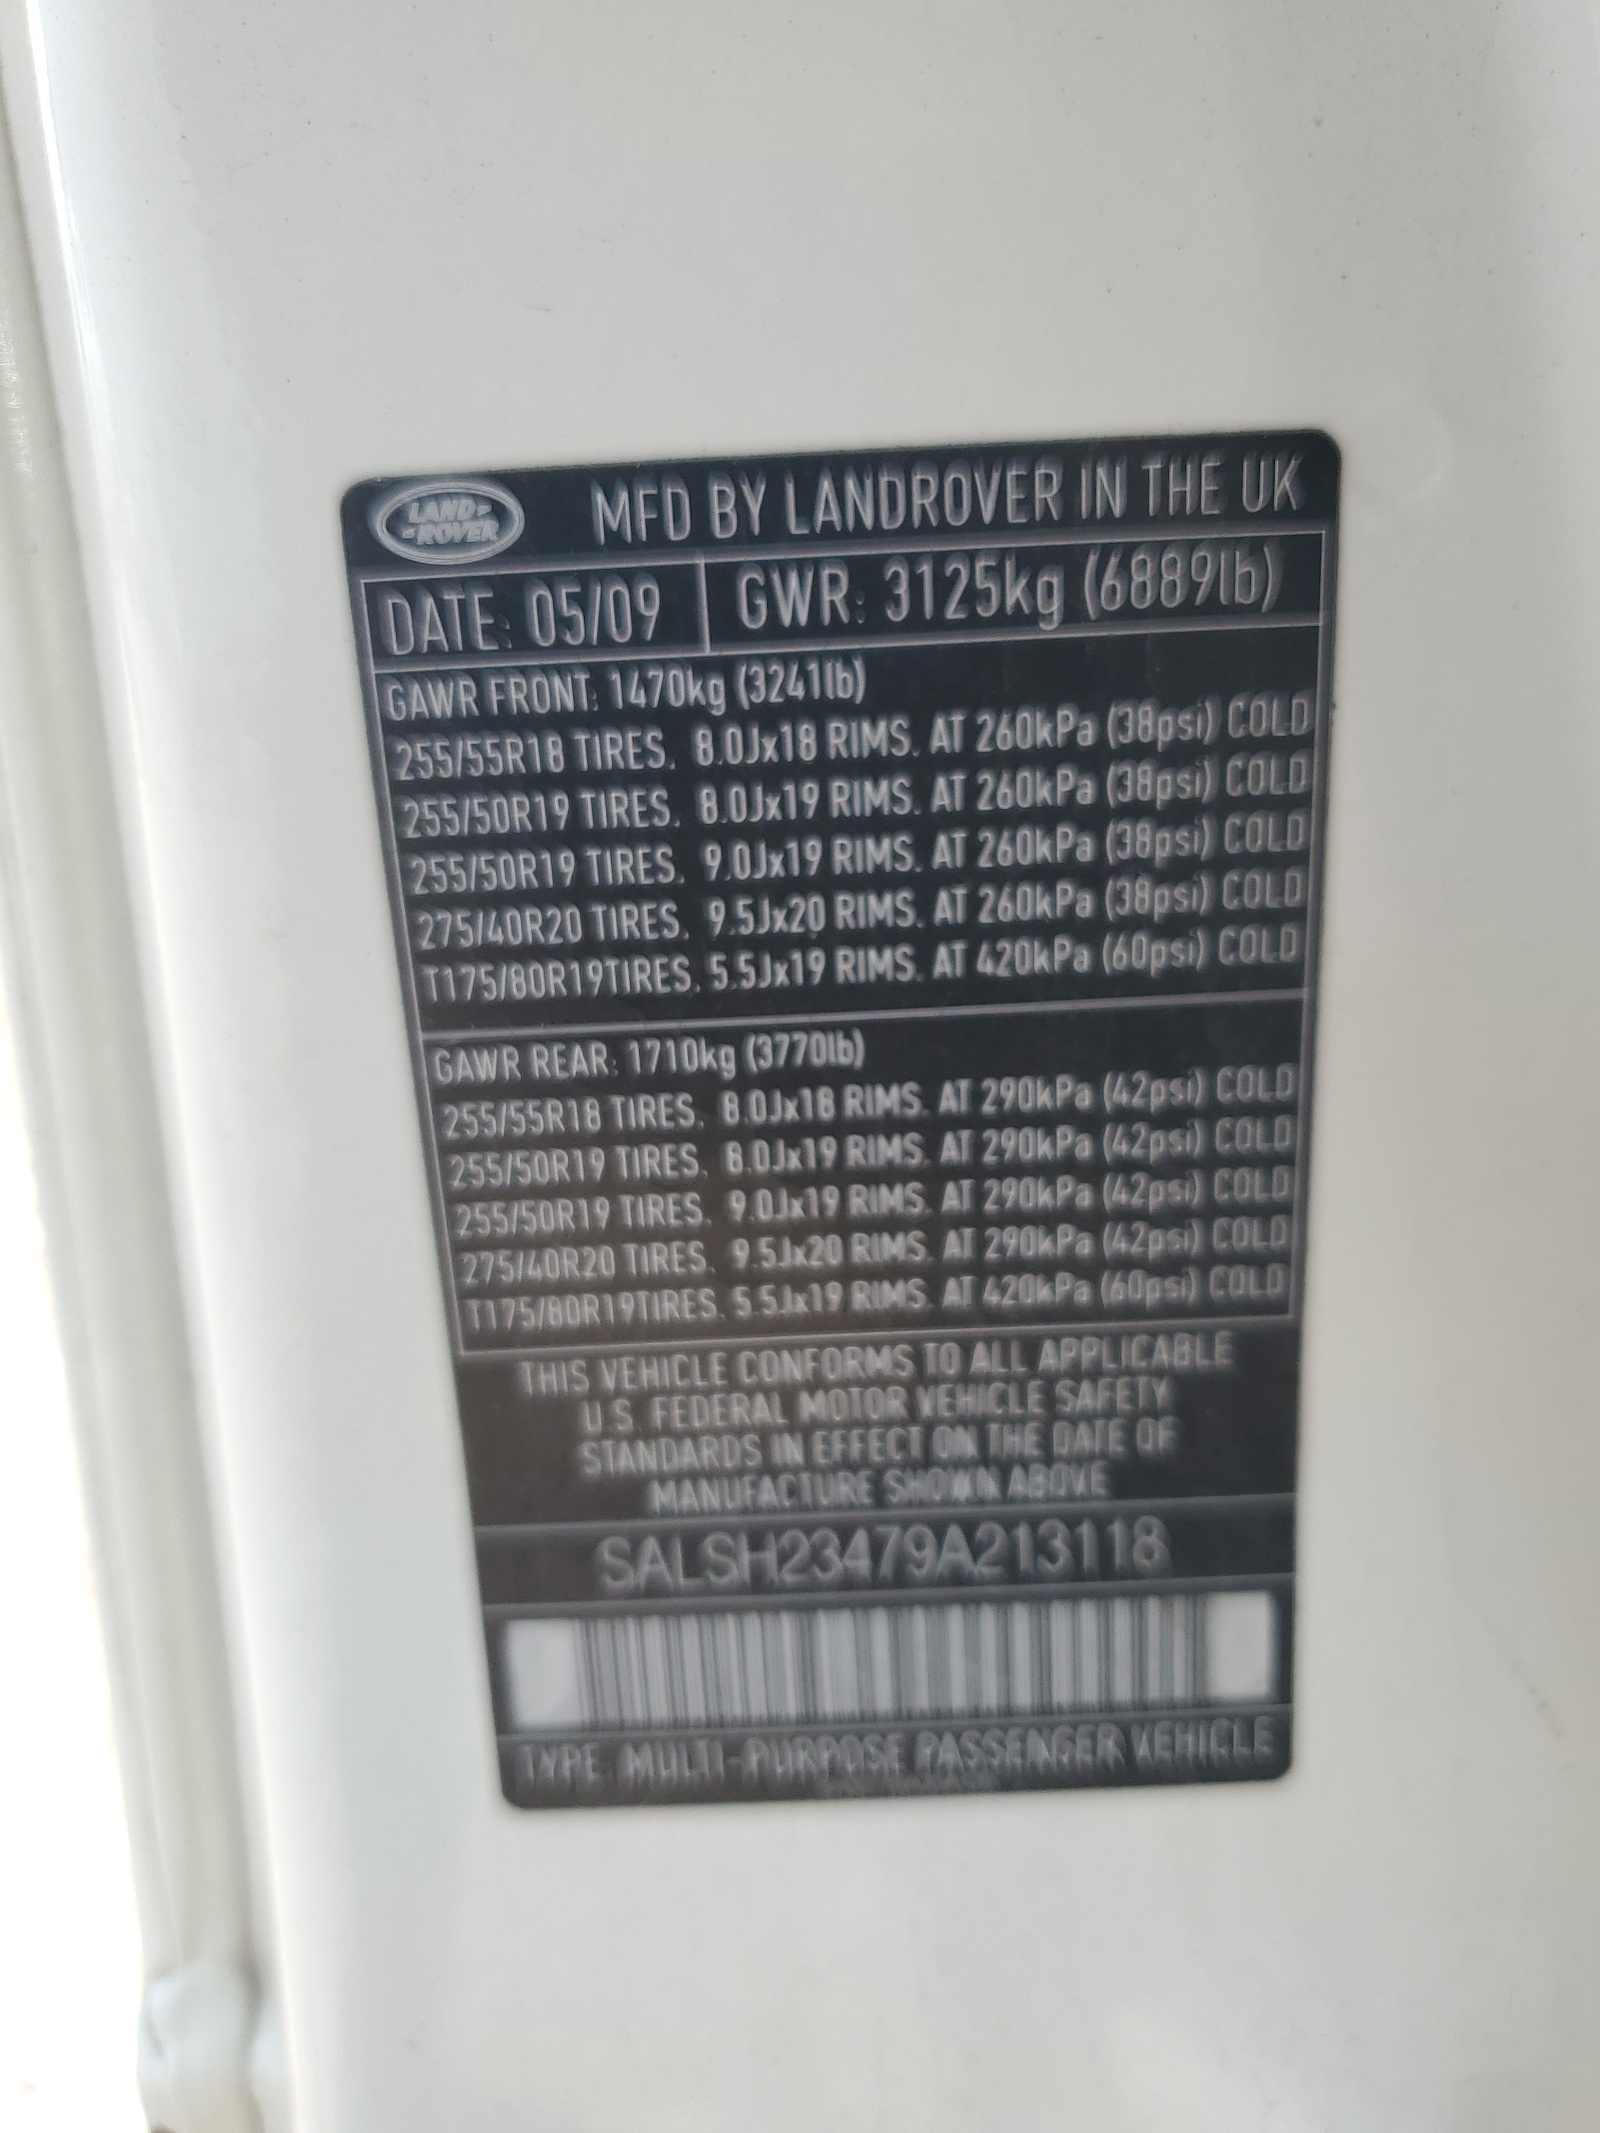 LAND-
-ROVER
MFD BY LANDROVER IN THE UK
DATE: 05/09 GWR: 3125kg (6889lb)
GAWR FRONT: 1470kg (3241lb)
255/55R18 TIRES, 8.0Jx18 RIMS. AT 260kPa (38psi) COLD
255/50R19 TIRES, 8.0Jx19 RIMS. AT 260kPa (38psi) COLD
255/50R19 TIRES, 9.0Jx19 RIMS. AT 260kPa (38psi) COLD
275/40R20 TIRES, 9.5Jx20 RIMS. AT 260kPa (38psi) COLD
T175/80R19TIRES, 5.5Jx19 RIMS. AT 420kPa (60psi) COLD
GAWR REAR: 1710kg (3770lb)
255/55R18 TIRES, 8.0Jx18 RIMS. AT 290kPa (42psi) COLD
255/50R19 TIRES, 8.0Jx19 RIMS. AT 290kPa (42psi) COLD
255/50R19 TIRES, 9.0Jx19 RIMS. AT 290kPa (42psi) COLD
275/40R20 TIRES, 9.5Jx20 RIMS. AT 290kPa (42psi) COLD
T175/80R19TIRES, 5.5Jx19 RIMS. AT 420kPa (60psi) COLD
THIS VEHICLE CONFORMS TO ALL APPLICABLE
U.S. FEDERAL MOTOR VEHICLE SAFETY
STANDARDS IN EFFECT ON THE DATE OF
MANUFACTURE SHOWN ABOVE
SALSH23479A213118
TYPE: MULTI-PURPOSE PASSENGER VEHICLE